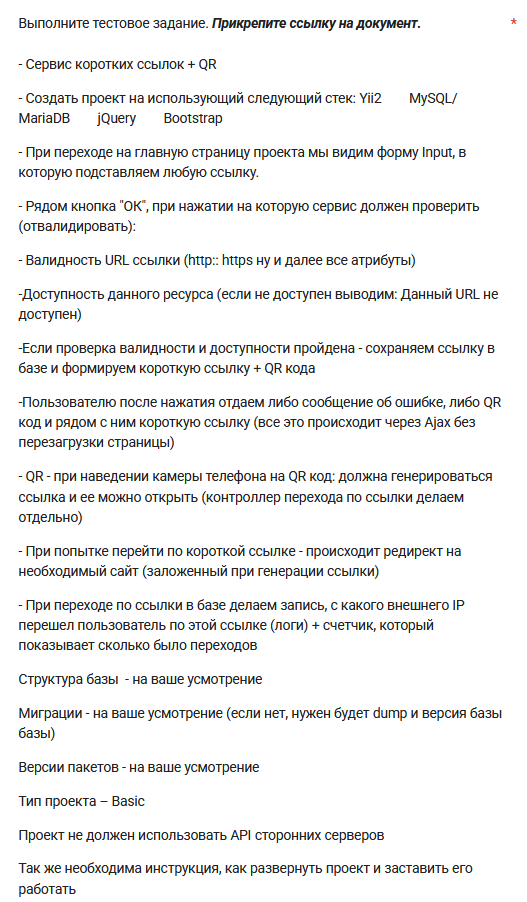 Выполните тестовое задание. Прикрепите ссылку на документ. *
- Сервис коротких ссылок + QR
- Создать проект на использующий следующий стек: Yii2 MySQL/
MariaDB jQuery Bootstrap
- При переходе на главную страницу проекта мы видим форму Input, в
которую подставляем любую ссылку.
- Рядом кнопка "ОК", при нажатии на которую сервис должен проверить
(отвалидировать):
- Валидность URL ссылки (http:: https ну и далее все атрибуты)
-Доступность данного ресурса (если не доступен выводим: Данный URL не
доступен)
-Если проверка валидности и доступности пройдена - сохраняем ссылку в
базе и формируем короткую ссылку + QR кода
-Пользователю после нажатия отдаем либо сообщение об ошибке, либо QR
код и рядом с ним короткую ссылку (все это происходит через Ajax без
перезагрузки страницы)
- QR - при наведении камеры телефона на QR код: должна генерироваться
ссылка и ее можно открыть (контроллер перехода по ссылки делаем
отдельно)
- При попытке перейти по короткой ссылке - происходит редирект на
необходимый сайт (заложенный при генерации ссылки)
- При переходе по ссылки в базе делаем запись, с какого внешнего IP
перешел пользователь по этой ссылке (логи) + счетчик, который
показывает сколько было переходов
Структура базы - на ваше усмотрение
Миграции - на ваше усмотрение (если нет, нужен будет dump и версия базы
базы)
Версии пакетов - на ваше усмотрение
Тип проекта – Basic
Проект не должен использовать API сторонних серверов
Так же необходима инструкция, как развернуть проект и заставить его
работать